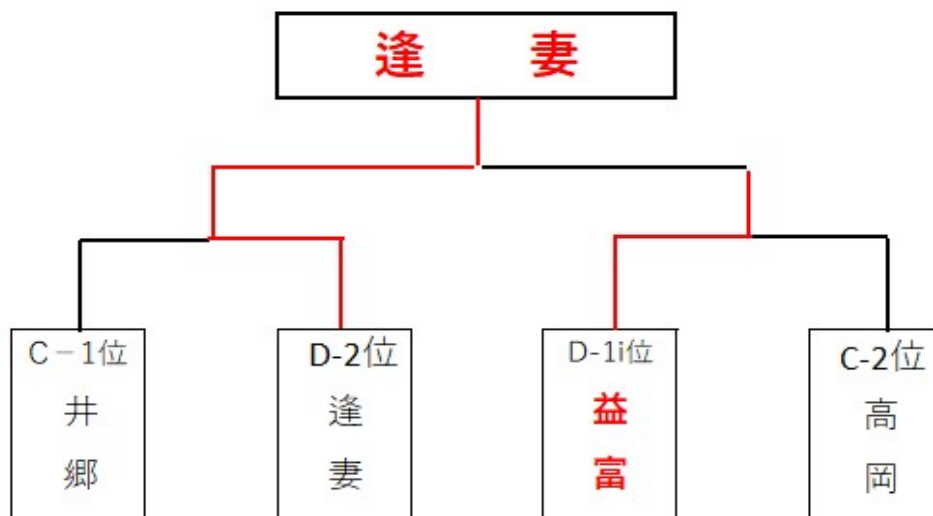 逢 妻
C－1位
井郷
D-2位
逢妻
D-1i位
益富
C-2位
高岡